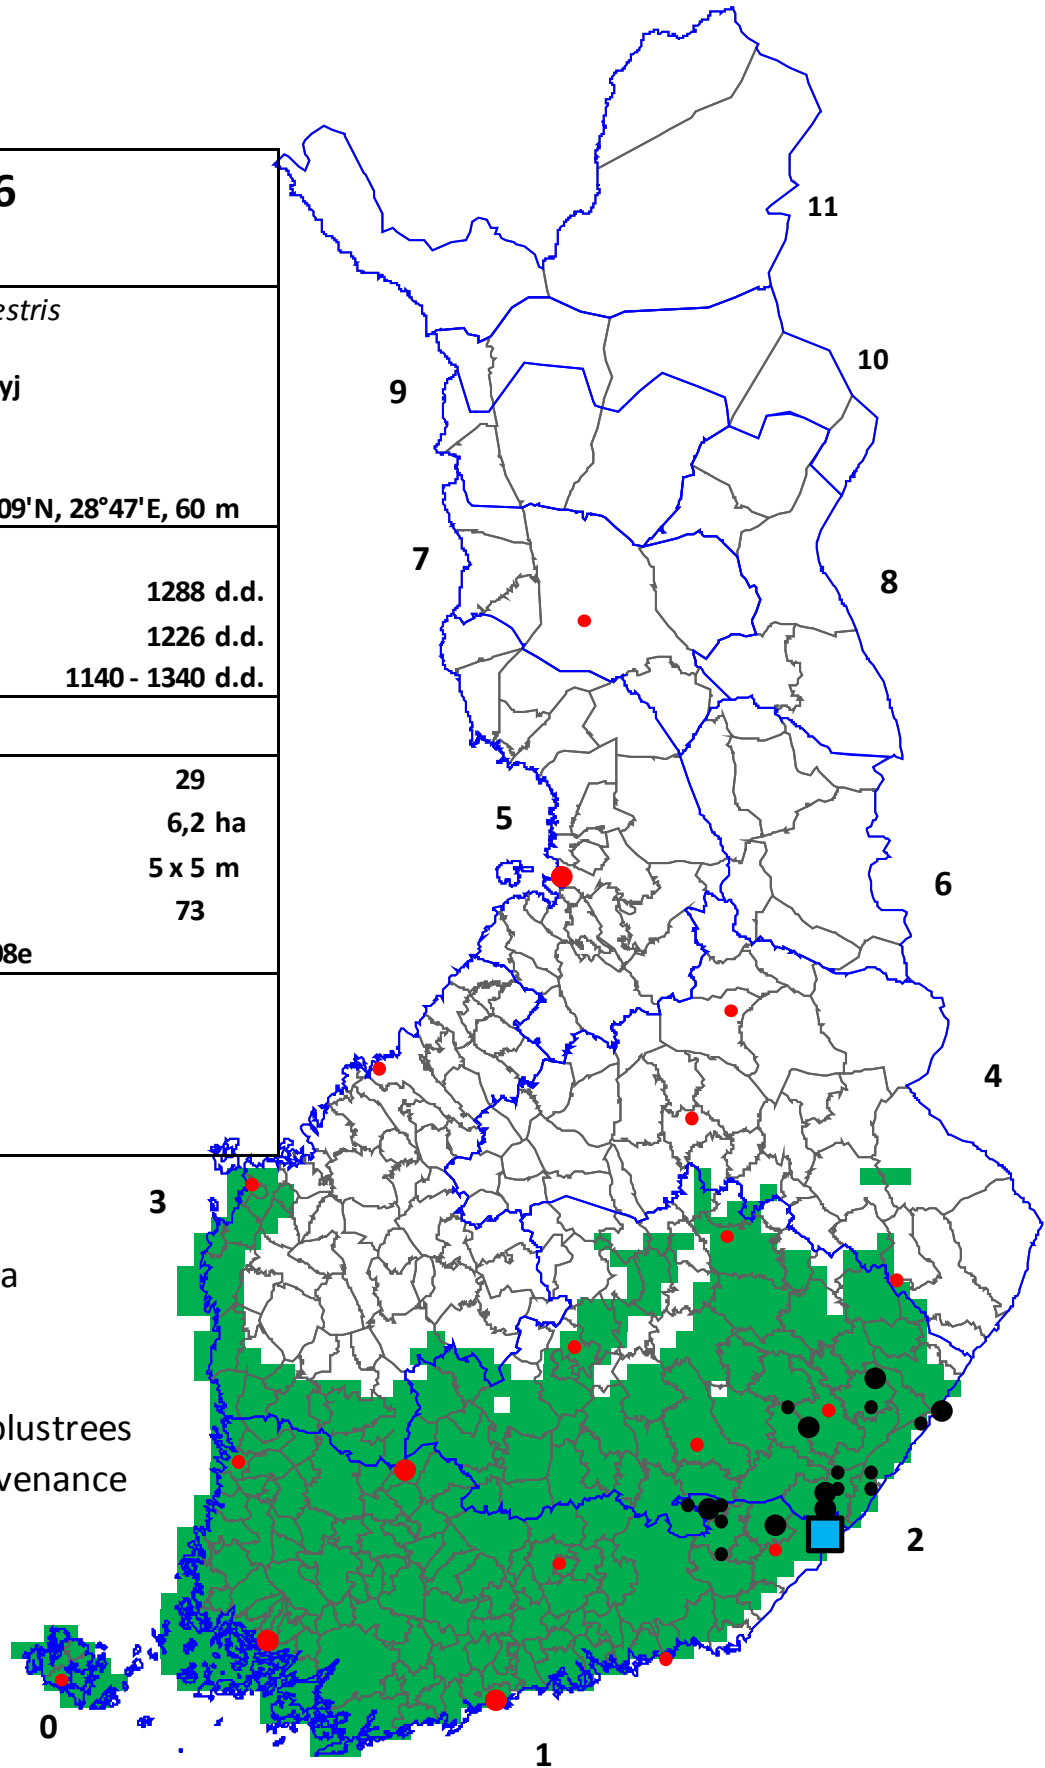 6
estris
yj
09'N, 28°47'E, 60 m
1288 d.d.
1226 d.d.
1140 - 1340 d.d.
29
6,2 ha
5 x 5 m
73
08e
a
plustrees
venance
11
10
9
7
8
5
6
4
3
2
0
1